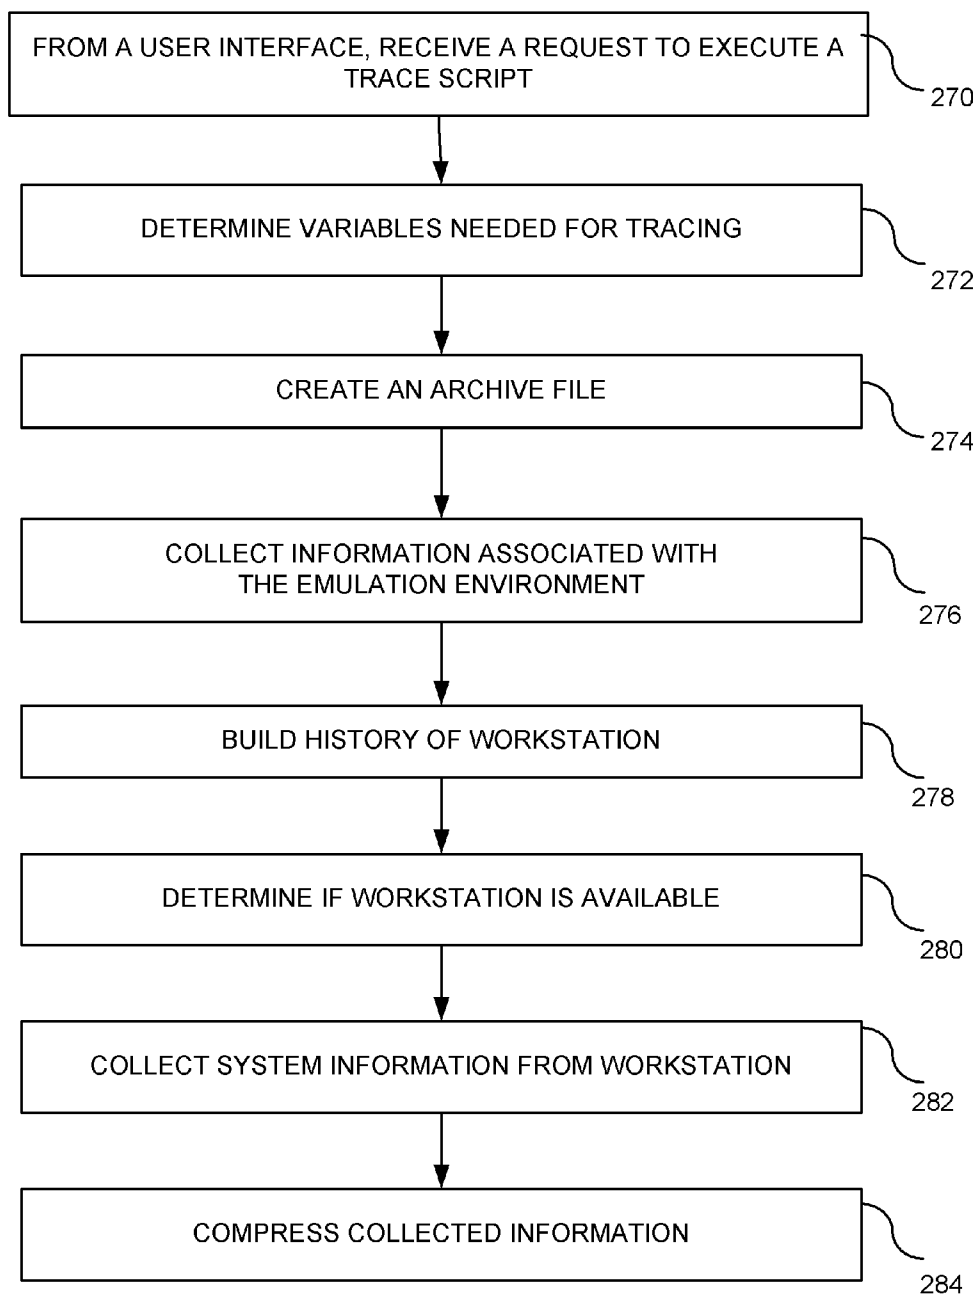 FROM A USER INTERFACE, RECEIVE A REQUEST TO EXECUTE A
TRACE SCRIPT
270
DETERMINE VARIABLES NEEDED FOR TRACING
272
CREATE AN ARCHIVE FILE
274
COLLECT INFORMATION ASSOCIATED WITH
THE EMULATION ENVIRONMENT
276
BUILD HISTORY OF WORKSTATION
278
DETERMINE IF WORKSTATION IS AVAILABLE
280
COLLECT SYSTEM INFORMATION FROM WORKSTATION
282
COMPRESS COLLECTED INFORMATION
284